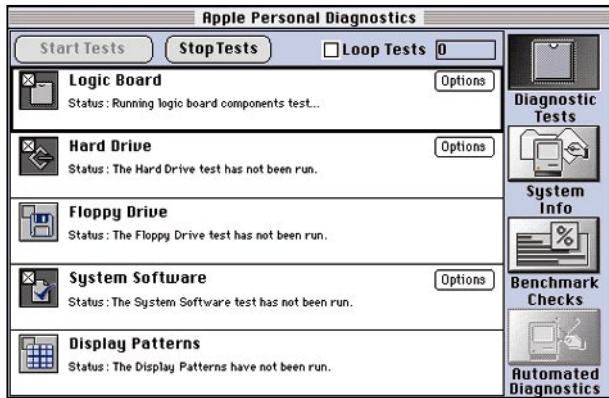 Apple Personal Diagnostics
Start Tests
Stop Tests
Loop Tests
0
Logic Board
Options
Status : Running logic board components test...
Hard Drive
Options
Status : The Hard Drive test has not been run.
Floppy Drive
Status : The Floppy Drive test has not been run.
System Software
Options
Status : The System Software test has not been run.
Display Patterns
Status : The Display Patterns have not been run.
Diagnostic
Tests
System
Info
%
Benchmark
Checks
Automated
Diagnostics